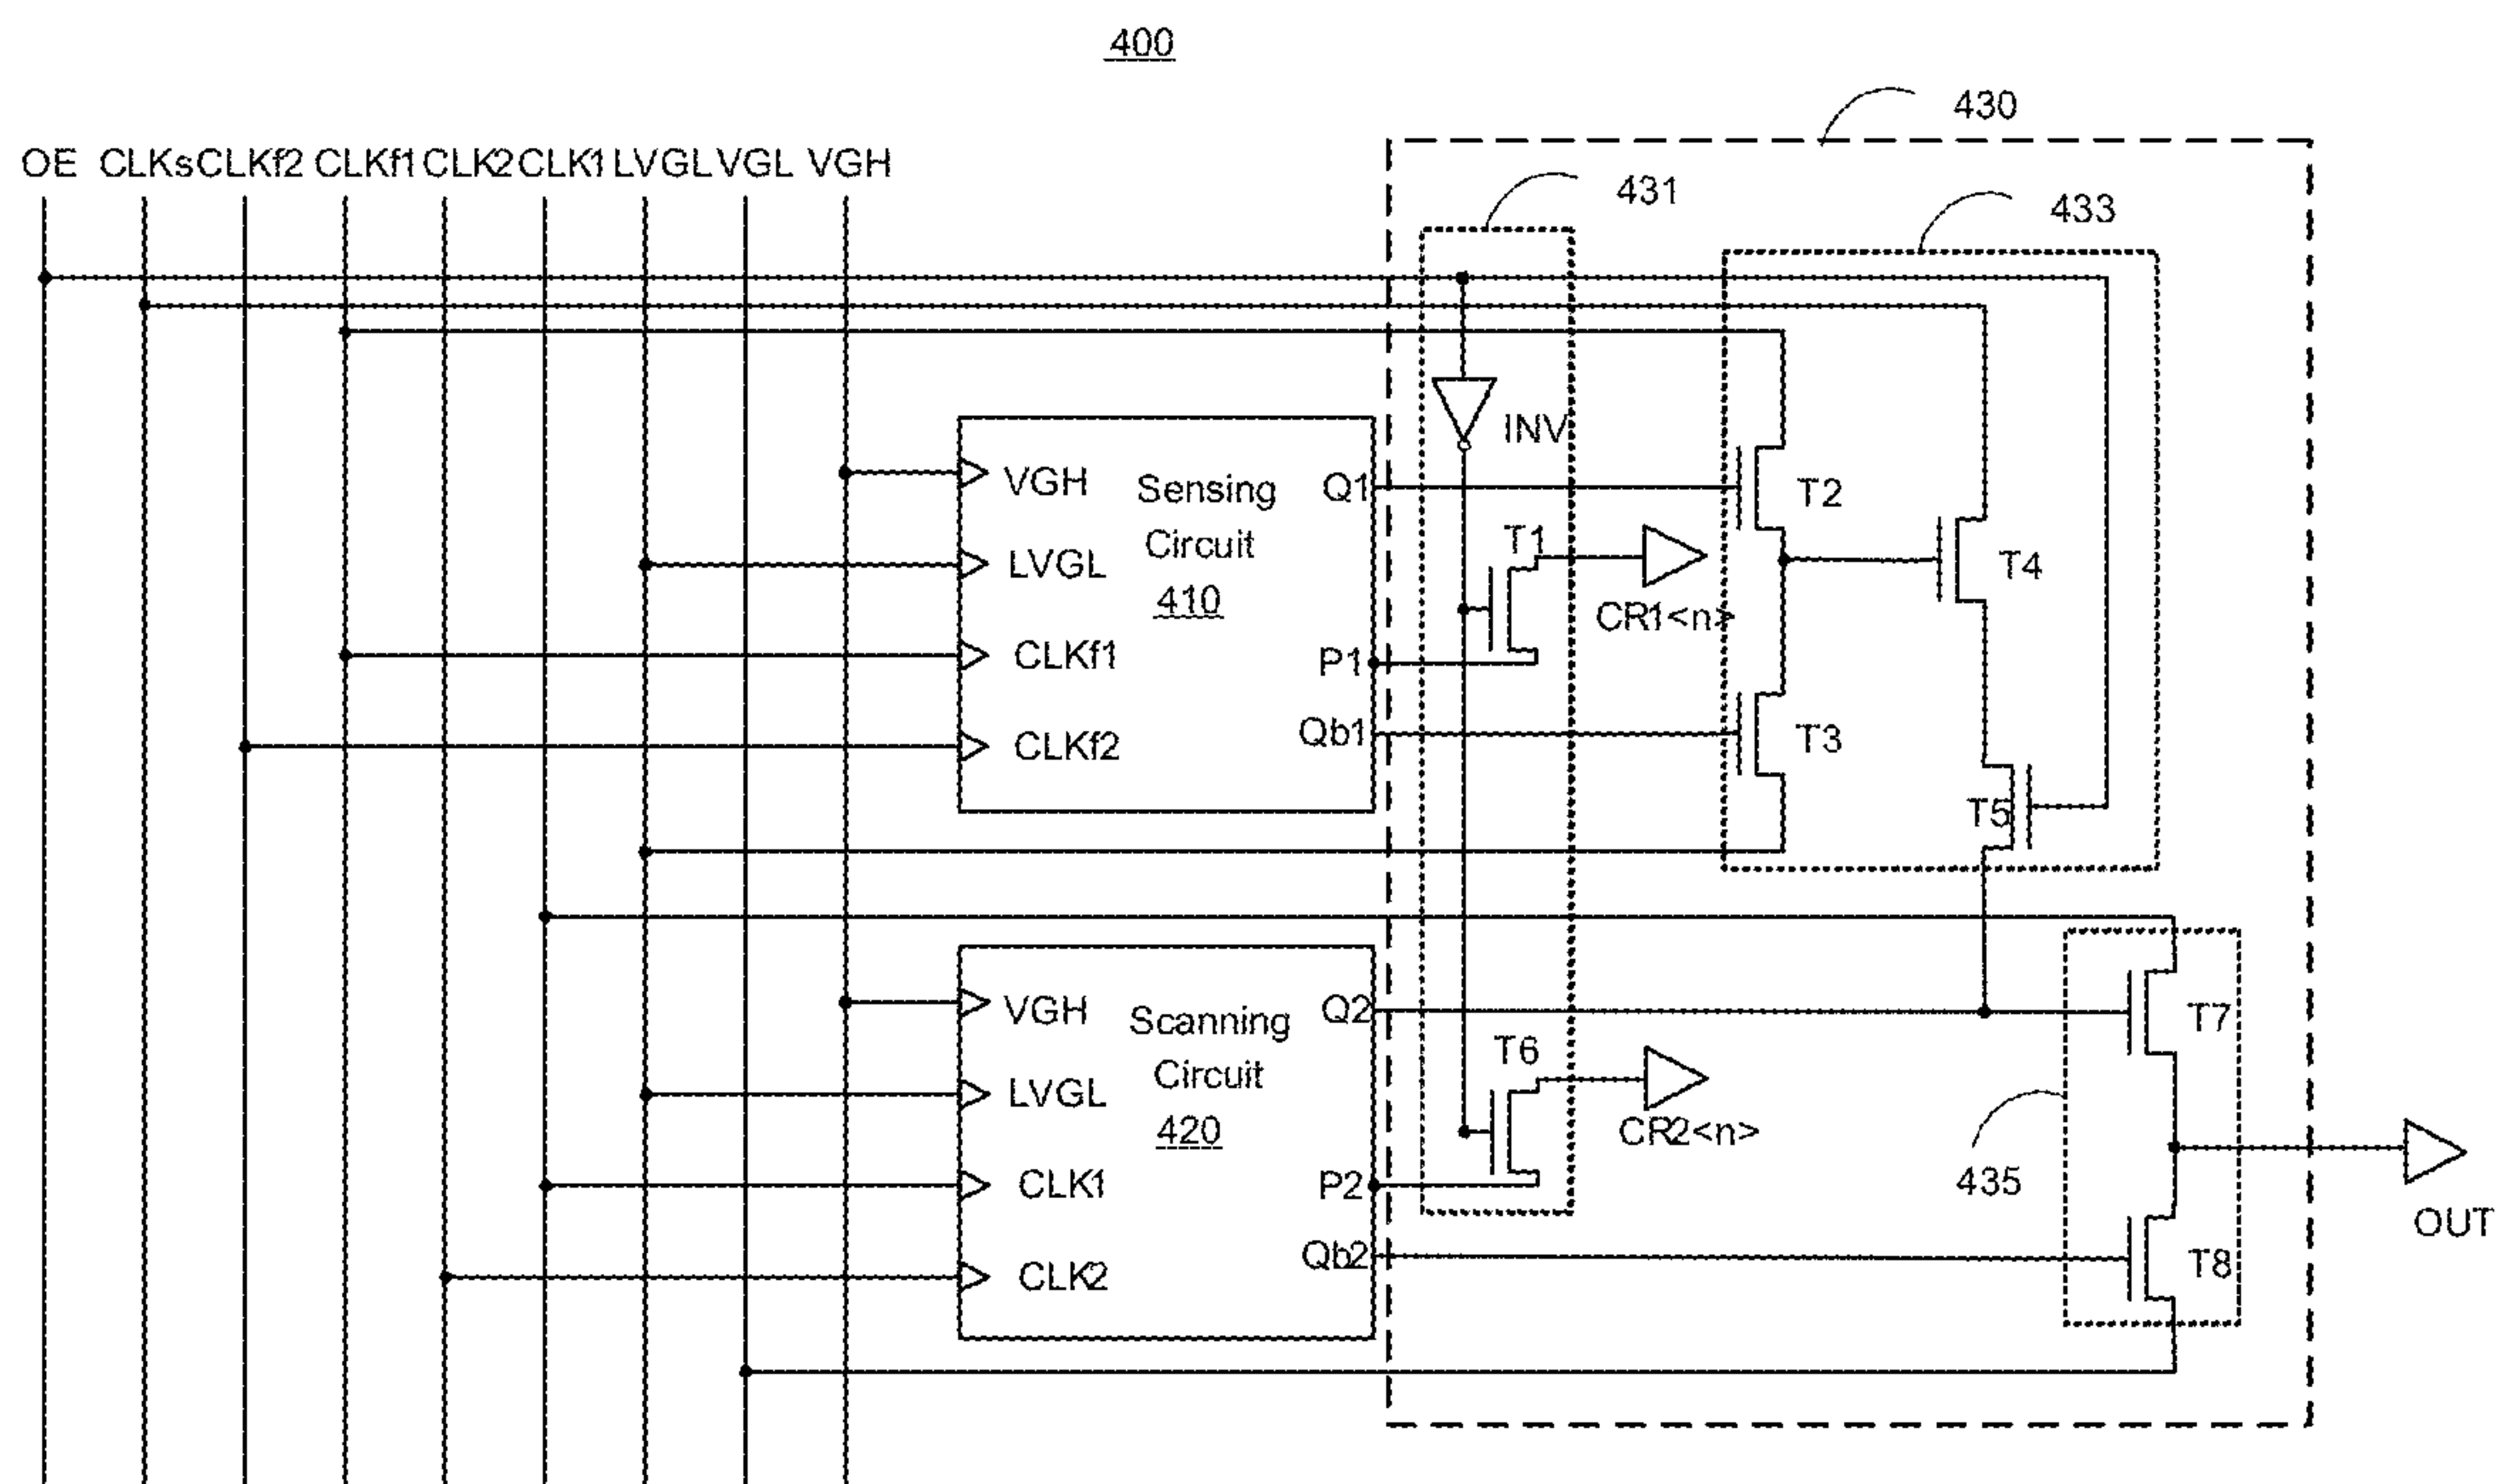 400
430
OE CLKs CLKf2 CLKf1 CLK2 CLK1 LVGL VGL VGH
431
433
INV
VGH
Sensing
Circuit
410
Q1
T2
LVGL
T1
T4
CR1<n>
CLKf1
P1
CLKf2
Qb1
T3
T5
VGH
Scanning
Circuit
420
Q2
T7
LVGL
T6
CR2<n>
CLK1
P2
435
CLK2
Qb2
T8
OUT